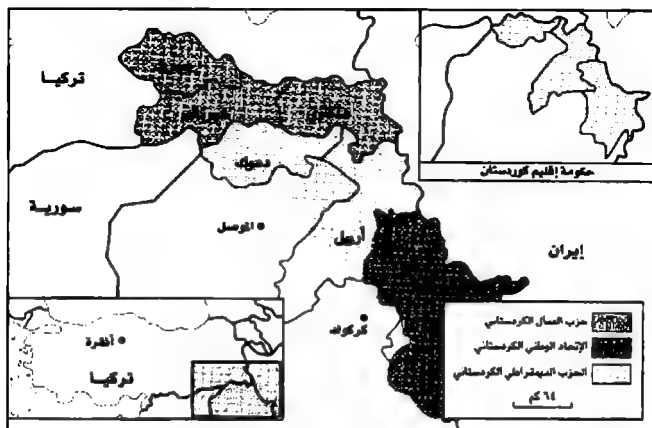 تركيا
حكومة إقليم كوردستان
دهوك
سورية
الموصل
أربيل
إيران
كركوك
حزب العمال الكردستاني
الإتحاد الوطني الكردستاني
الحزب الديمقراطي الكردستاني
٦٤ كم
أنقرة
تركيا